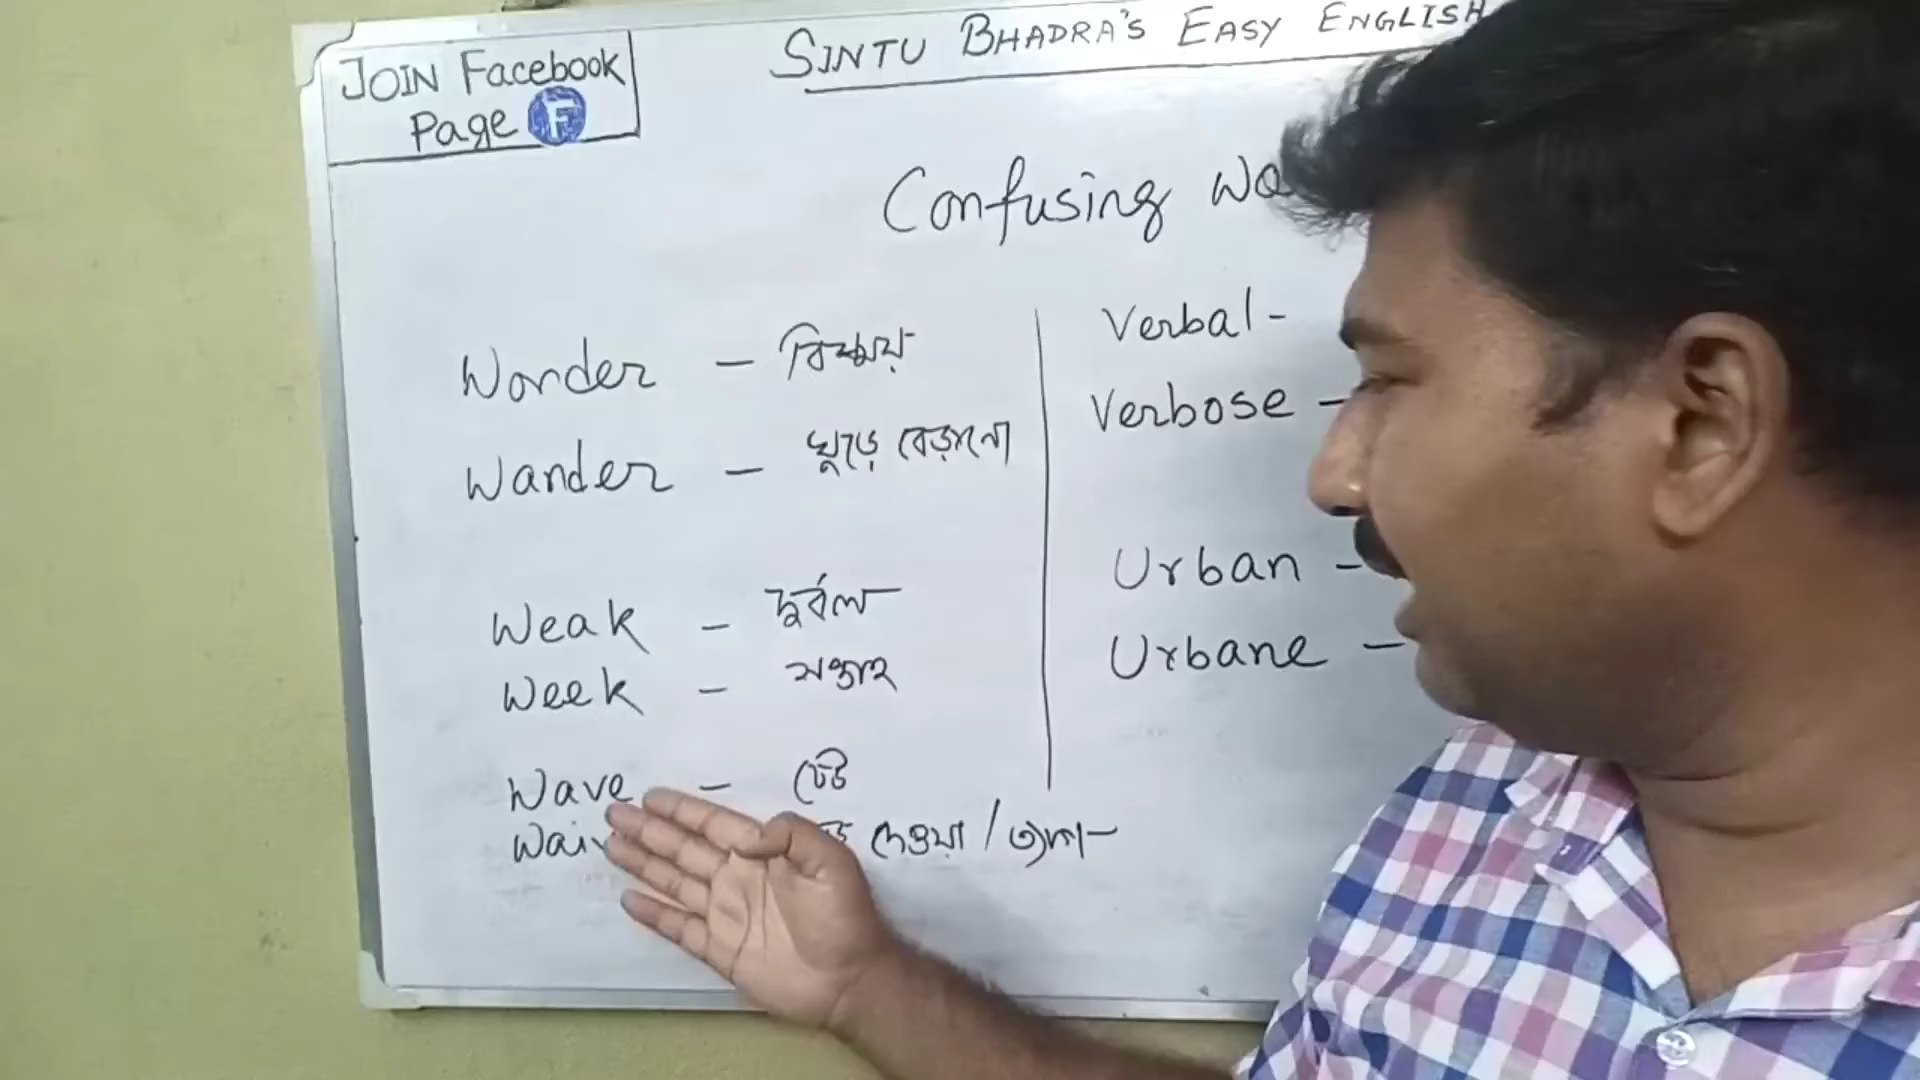 JOIN Facebook
Page F
SINTU BHADRA'S EASY ENGLISH
Confusing
Wonder - বিস্ময়
Wander - ঘুড়ে বেড়ানো
Weak - দুর্বল
Week - সপ্তাহ
Wave - ঢেউ
দেওয়া /
Verbal -
Verbose -
Urban -
Urbane -